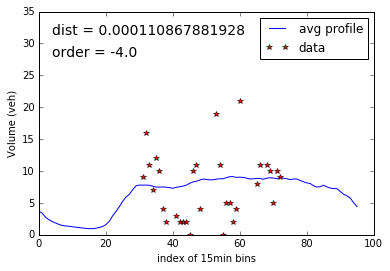 dist = 0.000110867881928
order = -4.0
avg profile
data
Volume (veh)
35
30
25
20
15
10
5
0
0 20 40 60 80 100
index of 15min bins